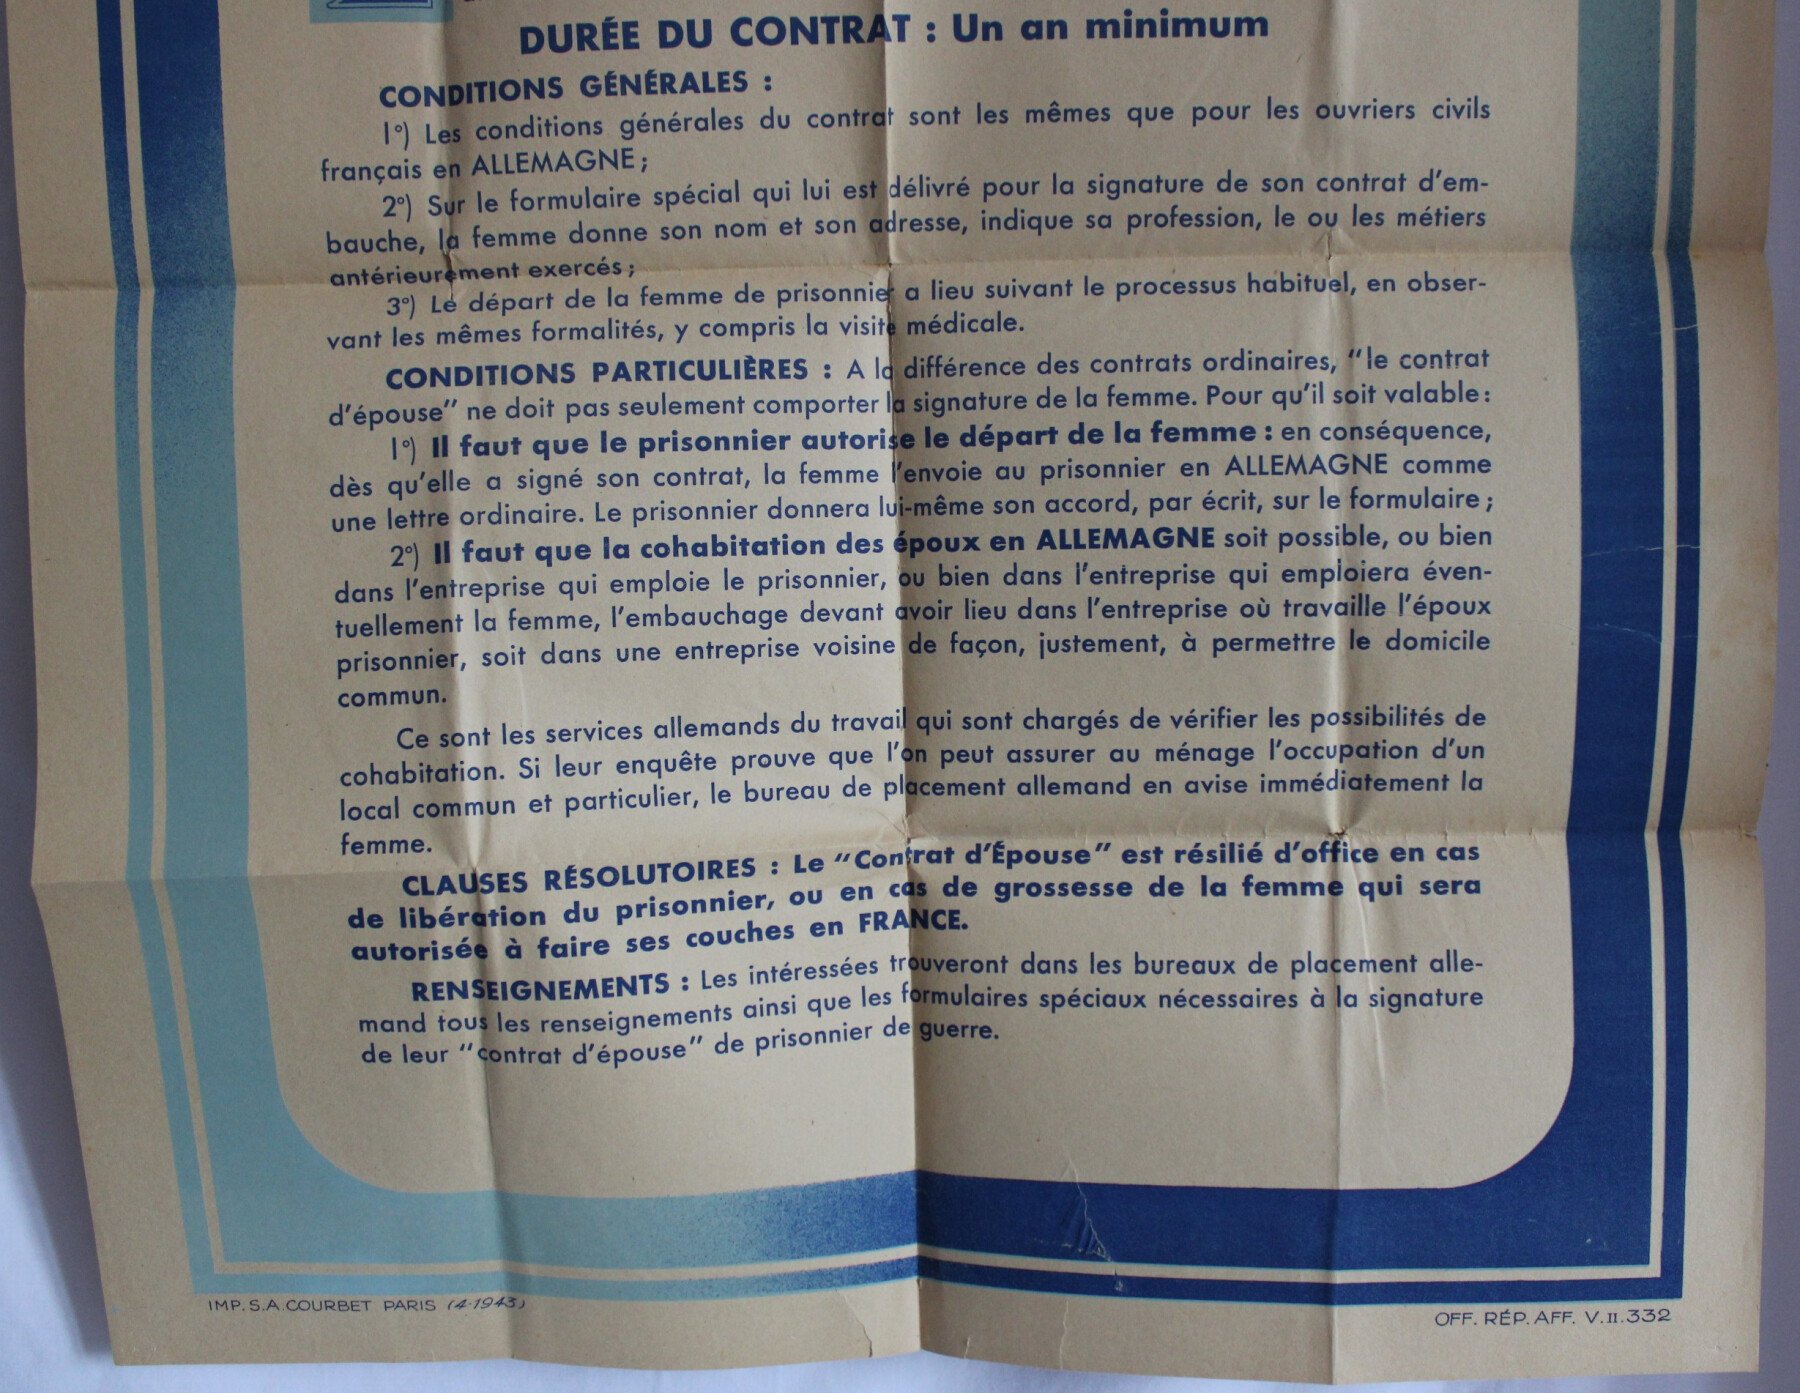 DURÉE DU CONTRAT : Un an minimum
CONDITIONS GÉNÉRALES :
1°) Les conditions générales du contrat sont les mêmes que pour les ouvriers civils
français en ALLEMAGNE ;
2°) Sur le formulaire spécial qui lui est délivré pour la signature de son contrat d'em-
bauche, la femme donne son nom et son adresse, indique sa profession, le ou les métiers
antérieurement exercés ;
3°) Le départ de la femme de prisonnier a lieu suivant le processus habituel, en obser-
vant les mêmes formalités, y compris la visite médicale.
CONDITIONS PARTICULIÈRES : A la différence des contrats ordinaires, "le contrat
d'épouse" ne doit pas seulement comporter la signature de la femme. Pour qu'il soit valable :
1°) Il faut que le prisonnier autorise le départ de la femme : en conséquence,
dès qu'elle a signé son contrat, la femme l'envoie au prisonnier en ALLEMAGNE comme
une lettre ordinaire. Le prisonnier donnera lui-même son accord, par écrit, sur le formulaire ;
2°) Il faut que la cohabitation des époux en ALLEMAGNE soit possible, ou bien
dans l'entreprise qui emploie le prisonnier, ou bien dans l'entreprise qui emploiera éven-
tuellement la femme, l'embauchage devant avoir lieu dans l'entreprise où travaille l'époux
prisonnier, soit dans une entreprise voisine de façon, justement, à permettre le domicile
commun.
Ce sont les services allemands du travail qui sont chargés de vérifier les possibilités de
cohabitation. Si leur enquête prouve que l'on peut assurer au ménage l'occupation d'un
local commun et particulier, le bureau de placement allemand en avise immédiatement la
femme.
CLAUSES RÉSOLUTOIRES : Le "Contrat d'Épouse" est résilié d'office en cas
de libération du prisonnier, ou en cas de grossesse de la femme qui sera
autorisée à faire ses couches en FRANCE.
RENSEIGNEMENTS : Les intéressées trouveront dans les bureaux de placement alle-
mand tous les renseignements ainsi que les formulaires spéciaux nécessaires à la signature
de leur "contrat d'épouse" de prisonnier de guerre.
IMP. S.A. COURBET PARIS (4-1943)
OFF. RÉP. AFF. V. II. 332